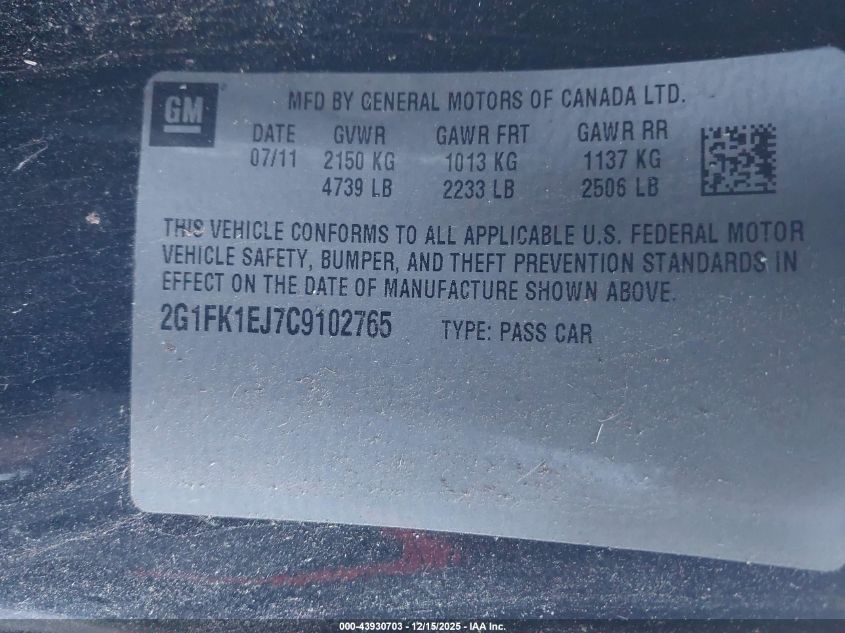 GM
MFD BY GENERAL MOTORS OF CANADA LTD.
DATE GVWR GAWR FRT GAWR RR
07/11 2150 KG 1013 KG 1137 KG
4739 LB 2233 LB 2506 LB
THIS VEHICLE CONFORMS TO ALL APPLICABLE U.S. FEDERAL MOTOR
VEHICLE SAFETY, BUMPER, AND THEFT PREVENTION STANDARDS IN
EFFECT ON THE DATE OF MANUFACTURE SHOWN ABOVE.
2G1FK1EJ7C9102765 TYPE: PASS CAR
000-43930703 - 12/15/2025 - IAA Inc.